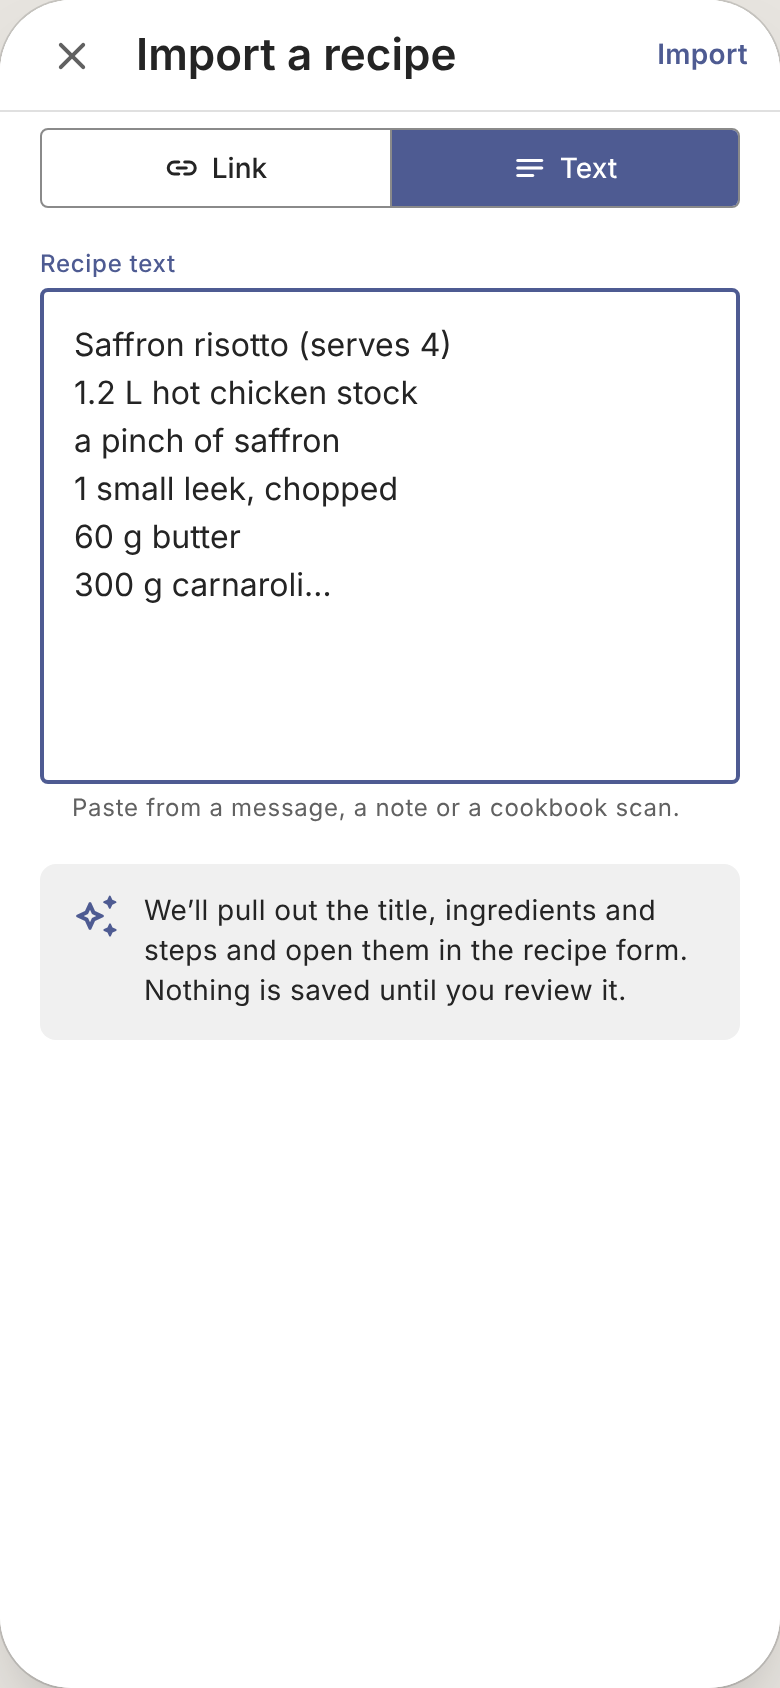 Import a recipe
Import
Link
Text
Recipe text
Saffron risotto (serves 4)
1.2 L hot chicken stock
a pinch of saffron
1 small leek, chopped
60 g butter
300 g carnaroli…
Paste from a message, a note or a cookbook scan.
We’ll pull out the title, ingredients and
steps and open them in the recipe form.
Nothing is saved until you review it.